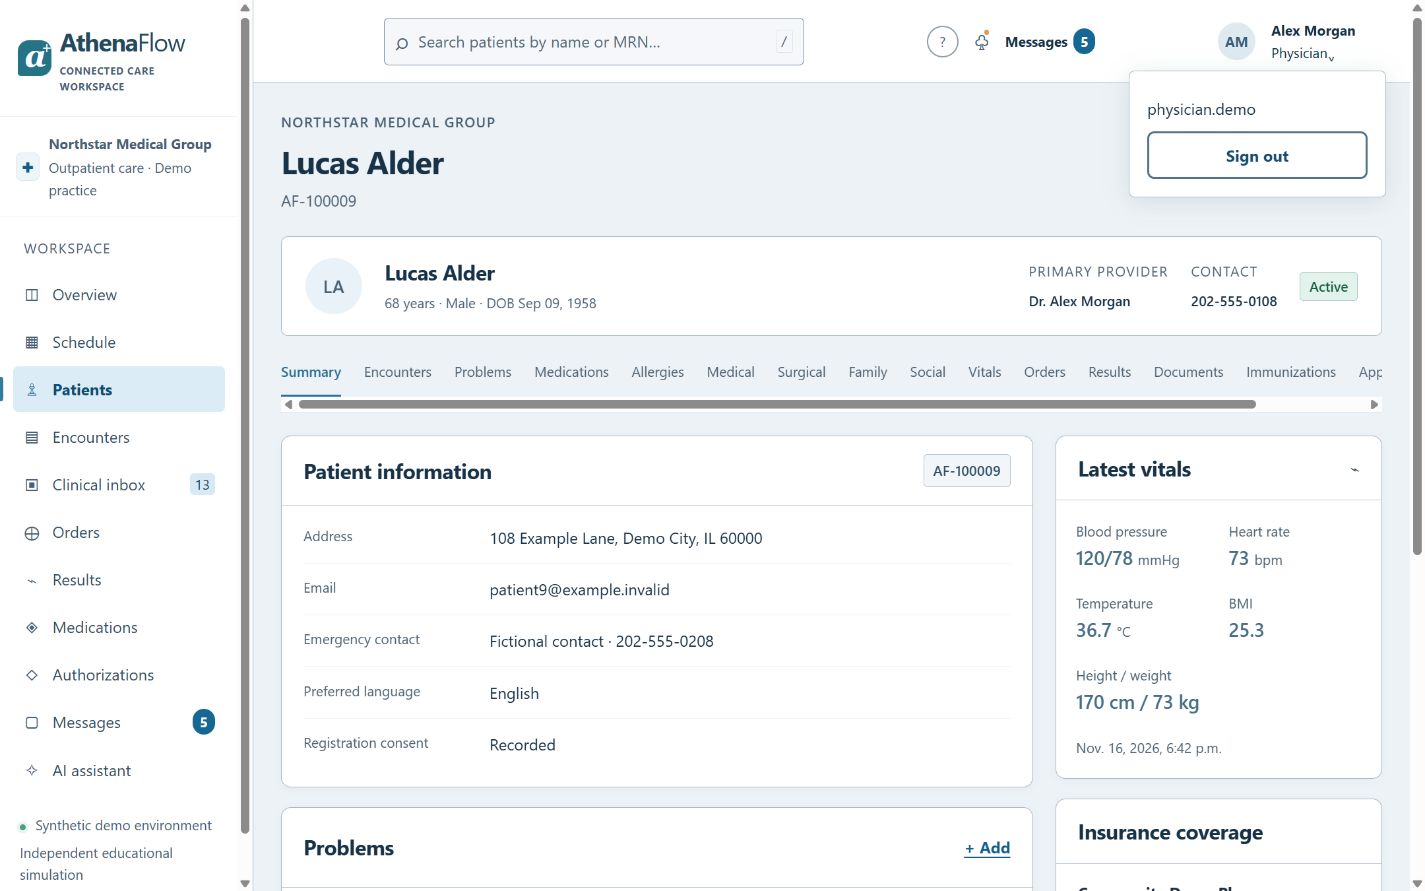 AthenaFlow
CONNECTED CARE
WORKSPACE
Northstar Medical Group
Outpatient care · Demo
practice
WORKSPACE
Overview
Schedule
Patients
Encounters
Clinical inbox 13
Orders
Results
Medications
Authorizations
Messages 5
AI assistant
Synthetic demo environment
Independent educational
simulation
Search patients by name or MRN... /
? Messages 5
AM Alex Morgan
Physician
physician.demo
Sign out
NORTHSTAR MEDICAL GROUP
Lucas Alder
AF-100009
LA
Lucas Alder
68 years · Male · DOB Sep 09, 1958
PRIMARY PROVIDER
Dr. Alex Morgan
CONTACT
202-555-0108
Active
Summary Encounters Problems Medications Allergies Medical Surgical Family Social Vitals Orders Results Documents Immunizations App
Patient information AF-100009
Address 108 Example Lane, Demo City, IL 60000
Email patient9@example.invalid
Emergency contact Fictional contact · 202-555-0208
Preferred language English
Registration consent Recorded
Problems + Add
Latest vitals
Blood pressure Heart rate
120/78 mmHg 73 bpm
Temperature BMI
36.7 °C 25.3
Height / weight
170 cm / 73 kg
Nov. 16, 2026, 6:42 p.m.
Insurance coverage